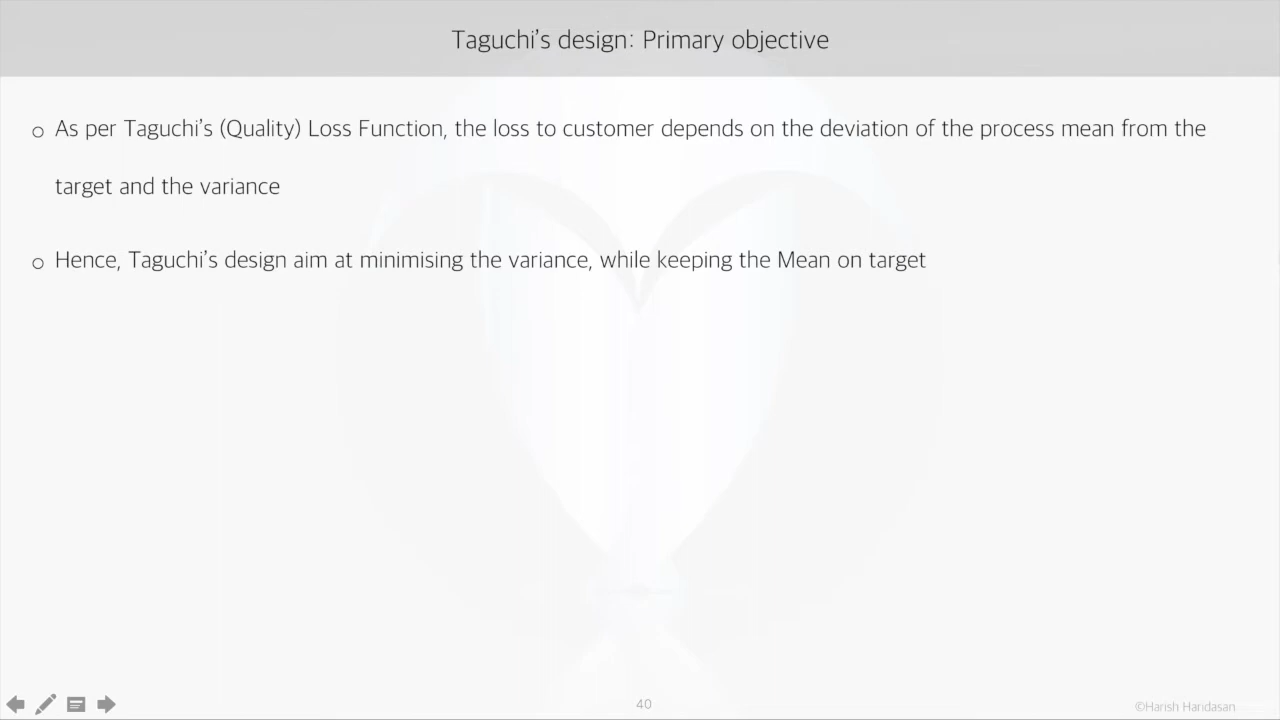 Taguchi’s design: Primary objective
○ As per Taguchi’s (Quality) Loss Function, the loss to customer depends on the deviation of the process mean from the
target and the variance
○ Hence, Taguchi’s design aim at minimising the variance, while keeping the Mean on target
40
©Harish Haridasan